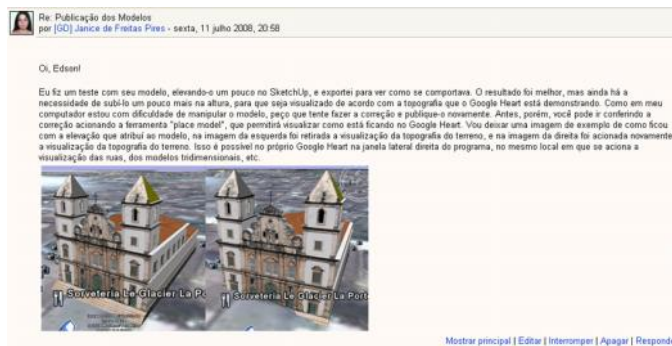 Re: Publicação dos Modelos
por [GD] Janice de Freitas Pires - sexta, 11 julho 2008, 20:58
Oi, Edson!
Eu fiz um teste com seu modelo, elevando-o um pouco no SketchUp, e exportei para ver como se comportava. O resultado foi melhor, mas ainda há a
necessidade de subí-lo um pouco mais na altura, para que seja visualizado de acordo com a topografia que o Google Heart está demonstrando. Como em meu
computador estou com dificuldade de manipular o modelo, peço que tente fazer a correção e publique-o novamente. Antes, porém, você pode ir conferindo a
correção acionando a ferramenta "place model", que permitirá visualizar como está ficando no Google Heart. Vou deixar uma imagem de exemplo de como ficou
com a elevação que atribuí ao modelo, na imagem da esquerda foi retirada a visualização da topografia do terreno, e na imagem da direita foi acionada novamente
a visualização da topografia do terreno. Isso é possível no próprio Google Heart na janela lateral direita do programa, no mesmo local em que se aciona a
visualização das ruas, dos modelos tridimensionais, etc.
Sorveteria Le Glacier La Po
Sorveteria Le Glacier La Porte
Mostrar principal | Editar | Interromper | Apagar | Responde